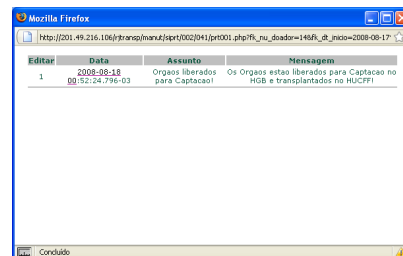 Mozilla Firefox
http://201.49.216.106/rjtransp/manut/siprt/002/041/prt001.php?fk_nu_doador=148&fk_dt_inicio=2008-08-17
Editar Data Assunto Mensagem
1 2008-08-18 Orgaos liberados Os Orgaos estao liberados para Captacao no
00:52:24.796-03 para Captacao! HGB e transplantados no HUCFF!
Concluído